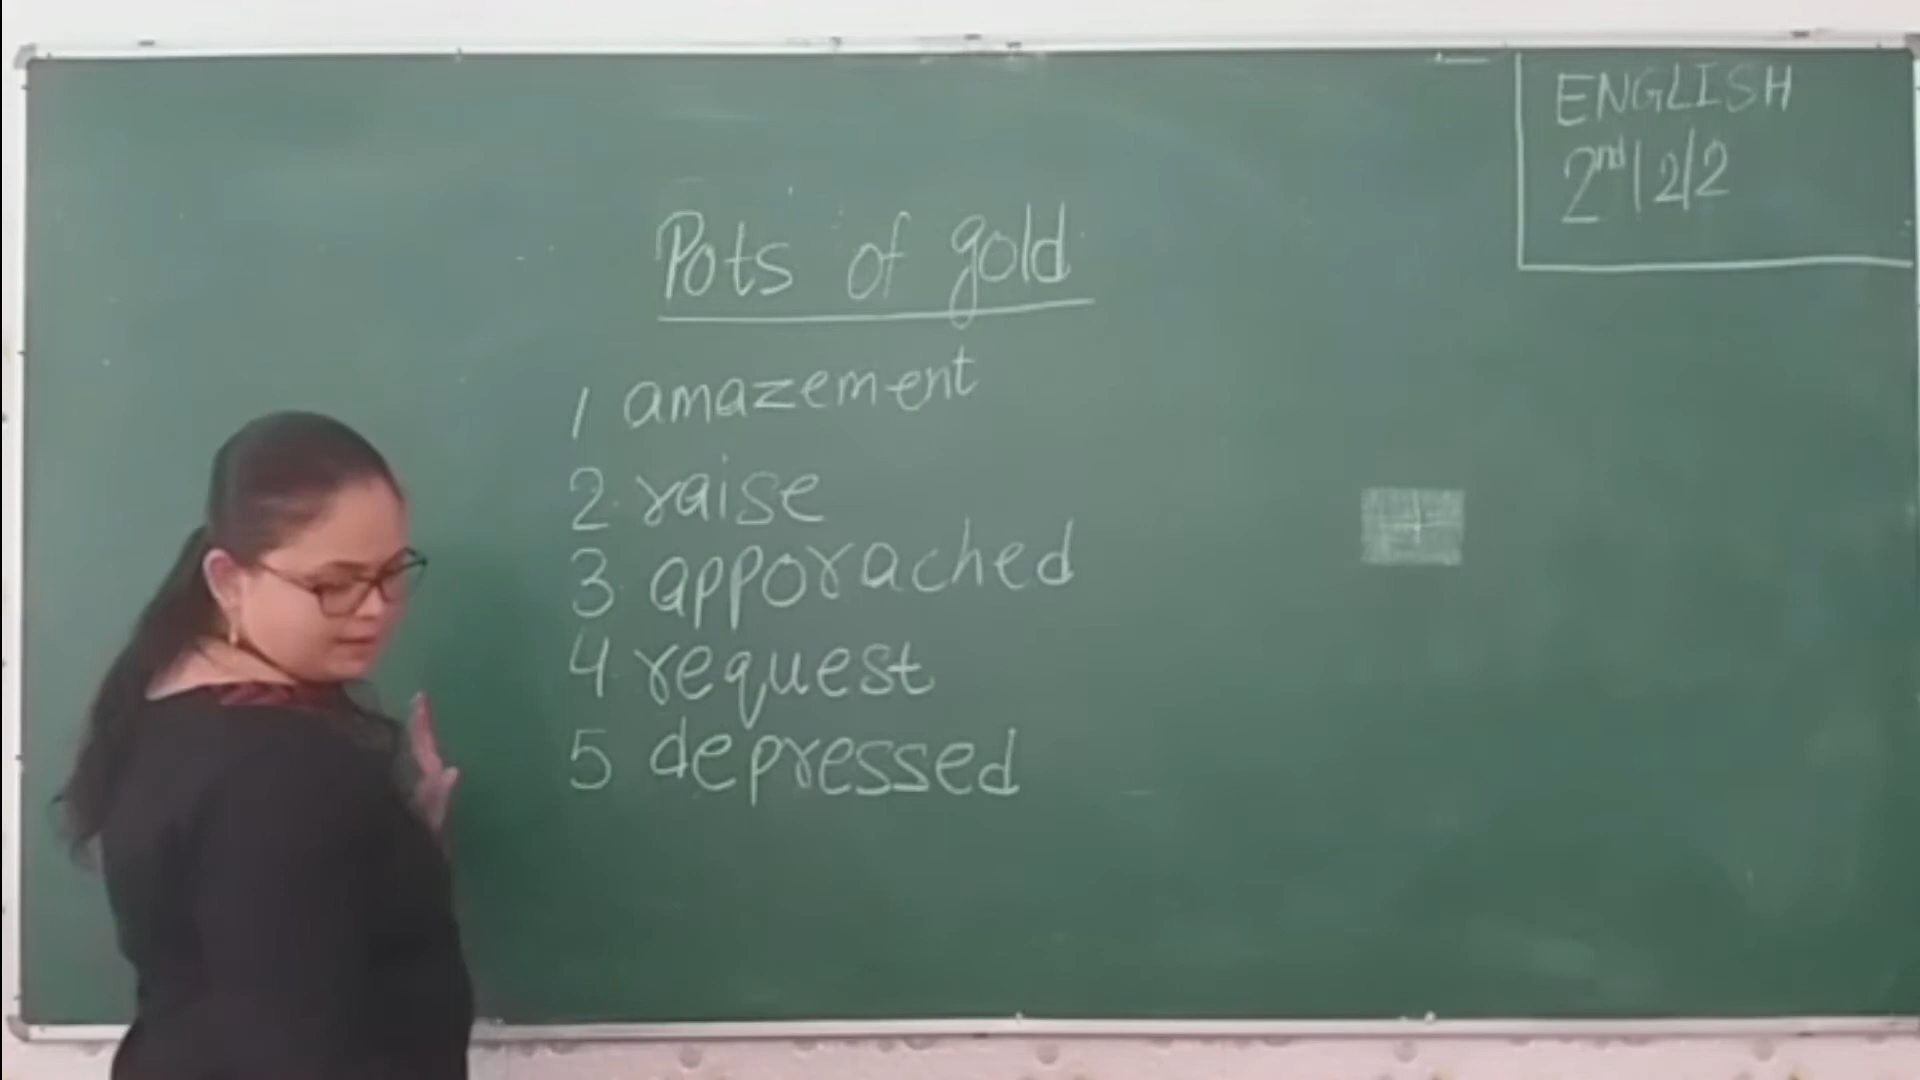 ENGLISH
2nd|2|2
Pots of gold
1 amazement
2. raise
3. apporached
4. request
5 depressed